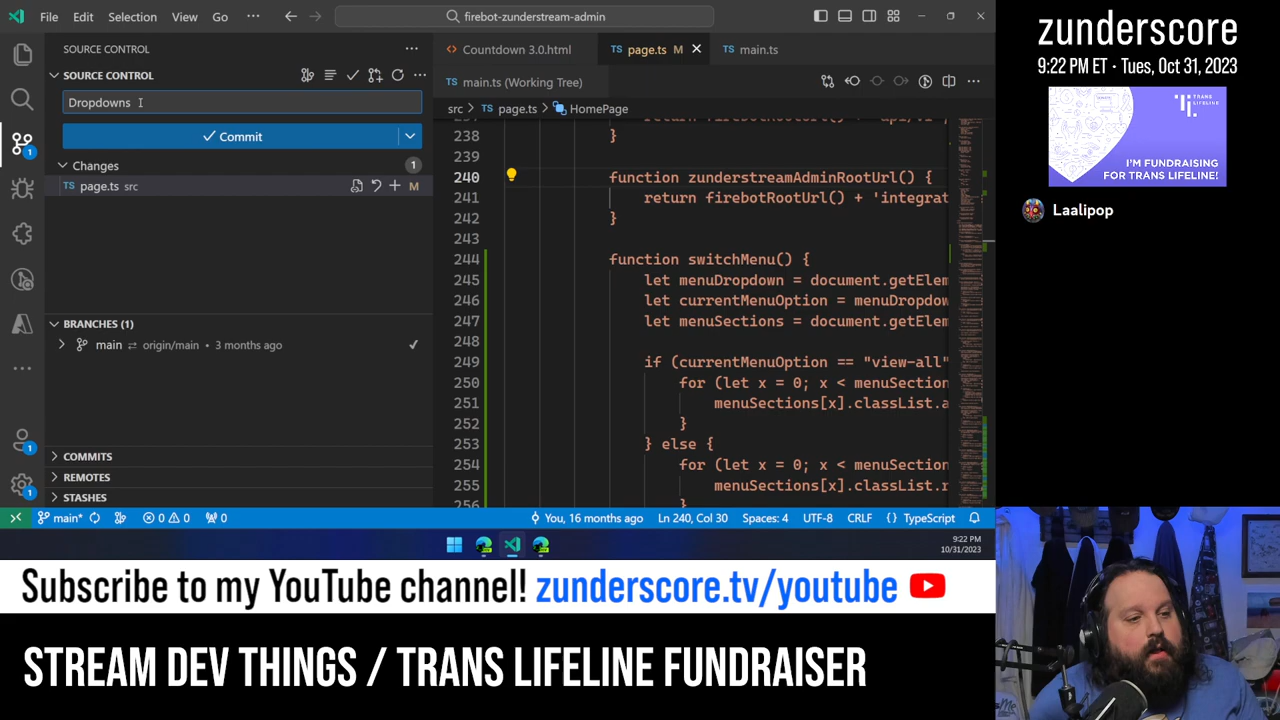 File Edit Selection View Go ···
firebot-zunderstream-admin
SOURCE CONTROL
SOURCE CONTROL
Dropdowns
Commit
Changes 1
page.ts src M
BRANCHES (1)
main origin/main • 3 months ago
COMMITS
REMOTES
STASHES
Countdown 3.0.html
TS page.ts M
TS main.ts
main.ts (Working Tree)
src > TS page.ts > HomePage
238 }
239
240 function zunderstreamAdminRootUrl() {
241 return firebotRootUrl() + 'integrat
242 }
243
244 function switchMenu() {
245 let menuDropdown = document.getElem
246 let currentMenuOption = menuDropdow
247 let menuSections = document.getElem
248
249 if (currentMenuOption == "view-all"
250 for (let x = 0; x < menuSection
251 menuSections[x].classList.a
252 }
253 } else {
254 for (let x = 0; x < menuSection
255 menuSections[x].classList.r
main* 0 0 0
You, 16 months ago Ln 240, Col 30 Spaces: 4 UTF-8 CRLF { } TypeScript
9:22 PM
10/31/2023
zunderscore
9:22 PM ET • Tues, Oct 31, 2023
TRANS
LIFELINE
I'M FUNDRAISING
FOR TRANS LIFELINE!
Laalipop
Subscribe to my YouTube channel! zunderscore.tv/youtube
STREAM DEV THINGS / TRANS LIFELINE FUNDRAISER